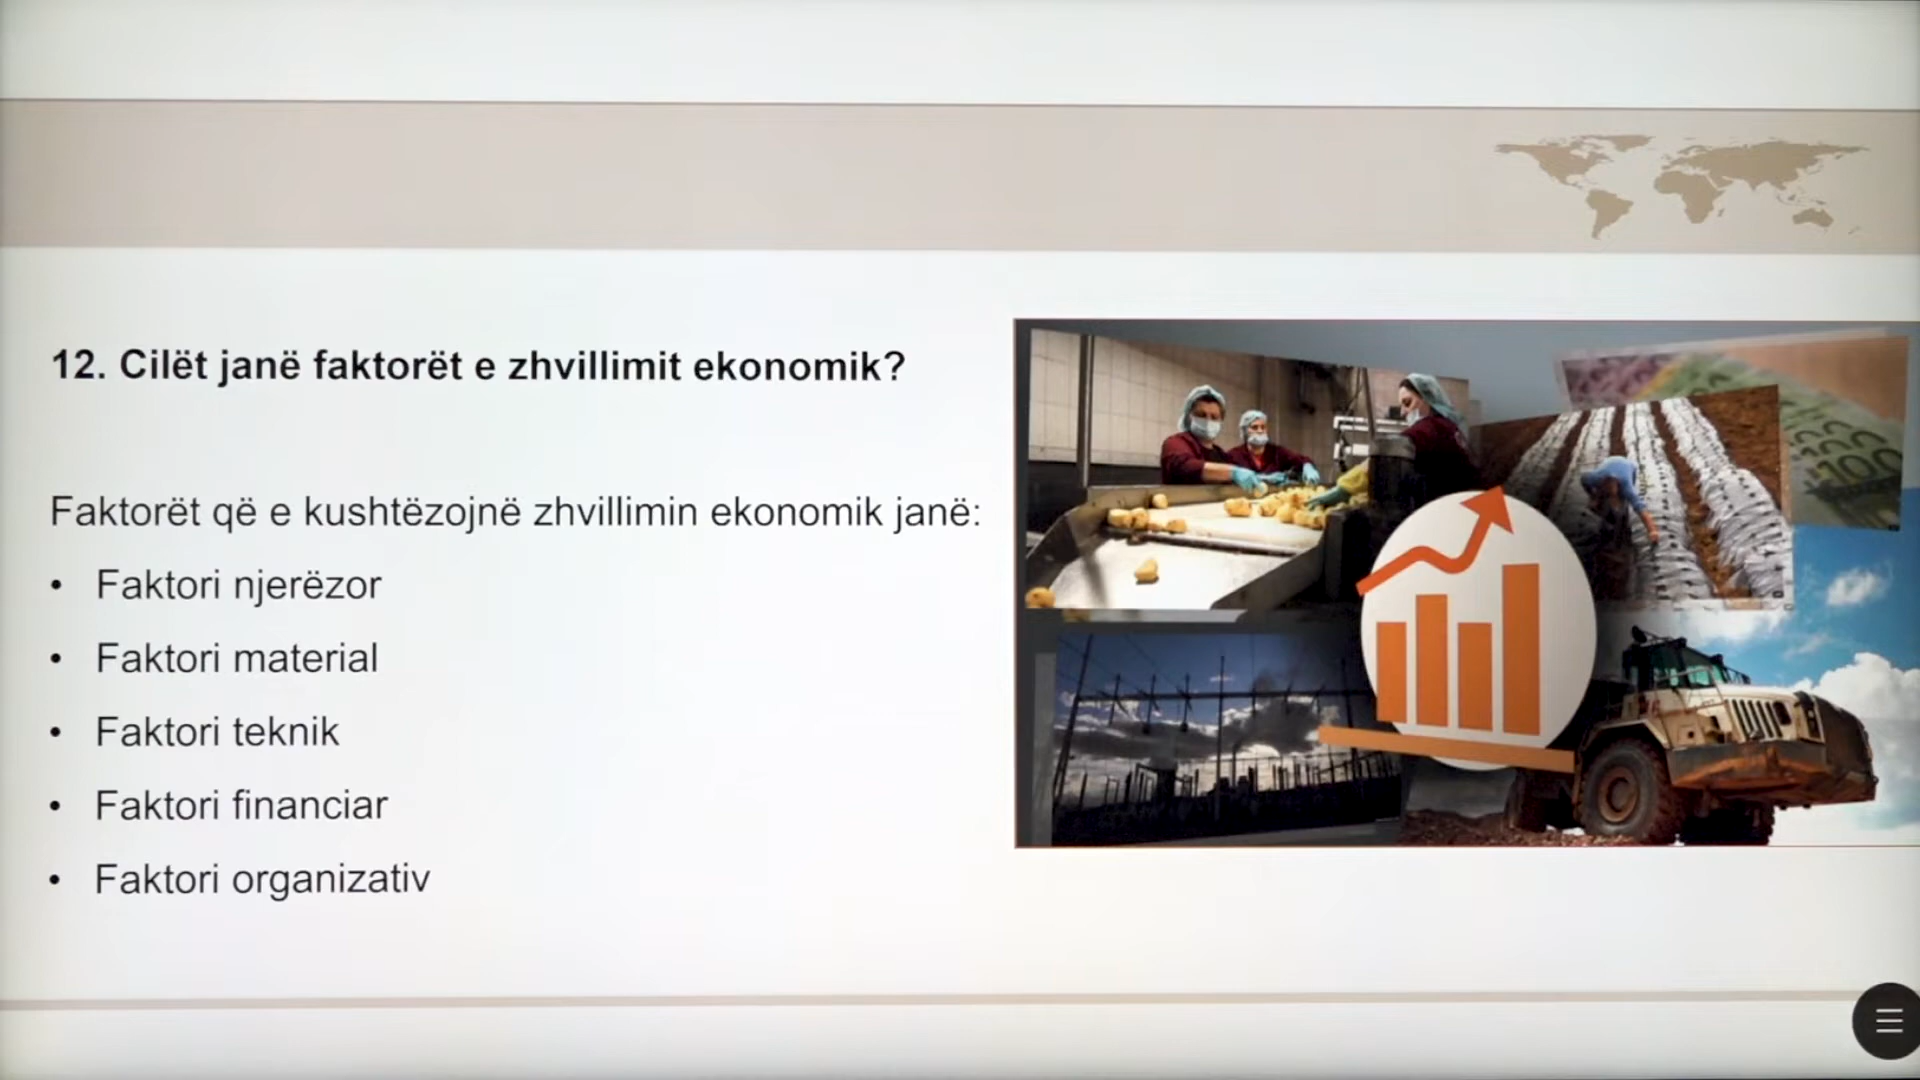 12. Cilët janë faktorët e zhvillimit ekonomik?
Faktorët që e kushtëzojnë zhvillimin ekonomik janë:
• Faktori njerëzor
• Faktori material
• Faktori teknik
• Faktori financiar
• Faktori organizativ
100